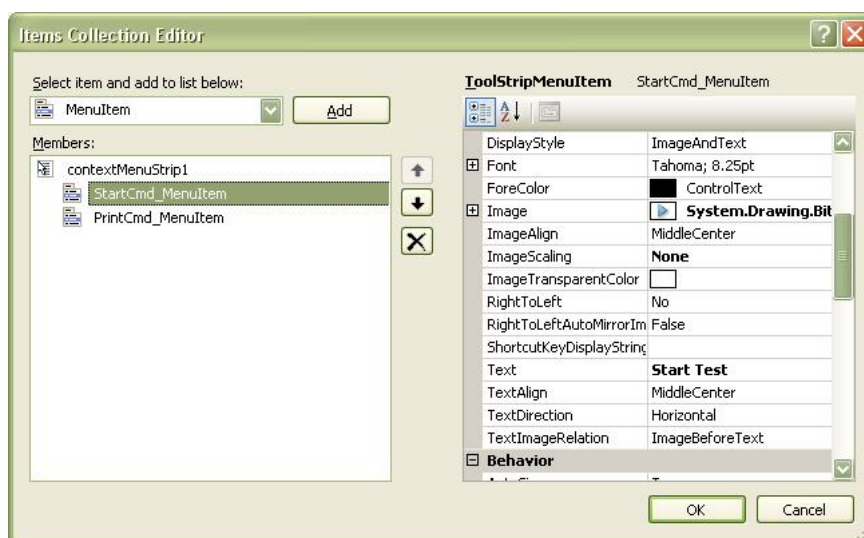 Items Collection Editor
Select item and add to list below:
MenuItem
Add
Members:
contextMenuStrip1
StartCmd_MenuItem
PrintCmd_MenuItem
ToolStripMenuItem StartCmd_MenuItem
DisplayStyle ImageAndText
Font Tahoma; 8.25pt
ForeColor ControlText
Image System.Drawing.Bit
ImageAlign MiddleCenter
ImageScaling None
ImageTransparentColor
RightToLeft No
RightToLeftAutoMirrorIm False
ShortcutKeyDisplayString
Text Start Test
TextAlign MiddleCenter
TextDirection Horizontal
TextImageRelation ImageBeforeText
Behavior
OK
Cancel